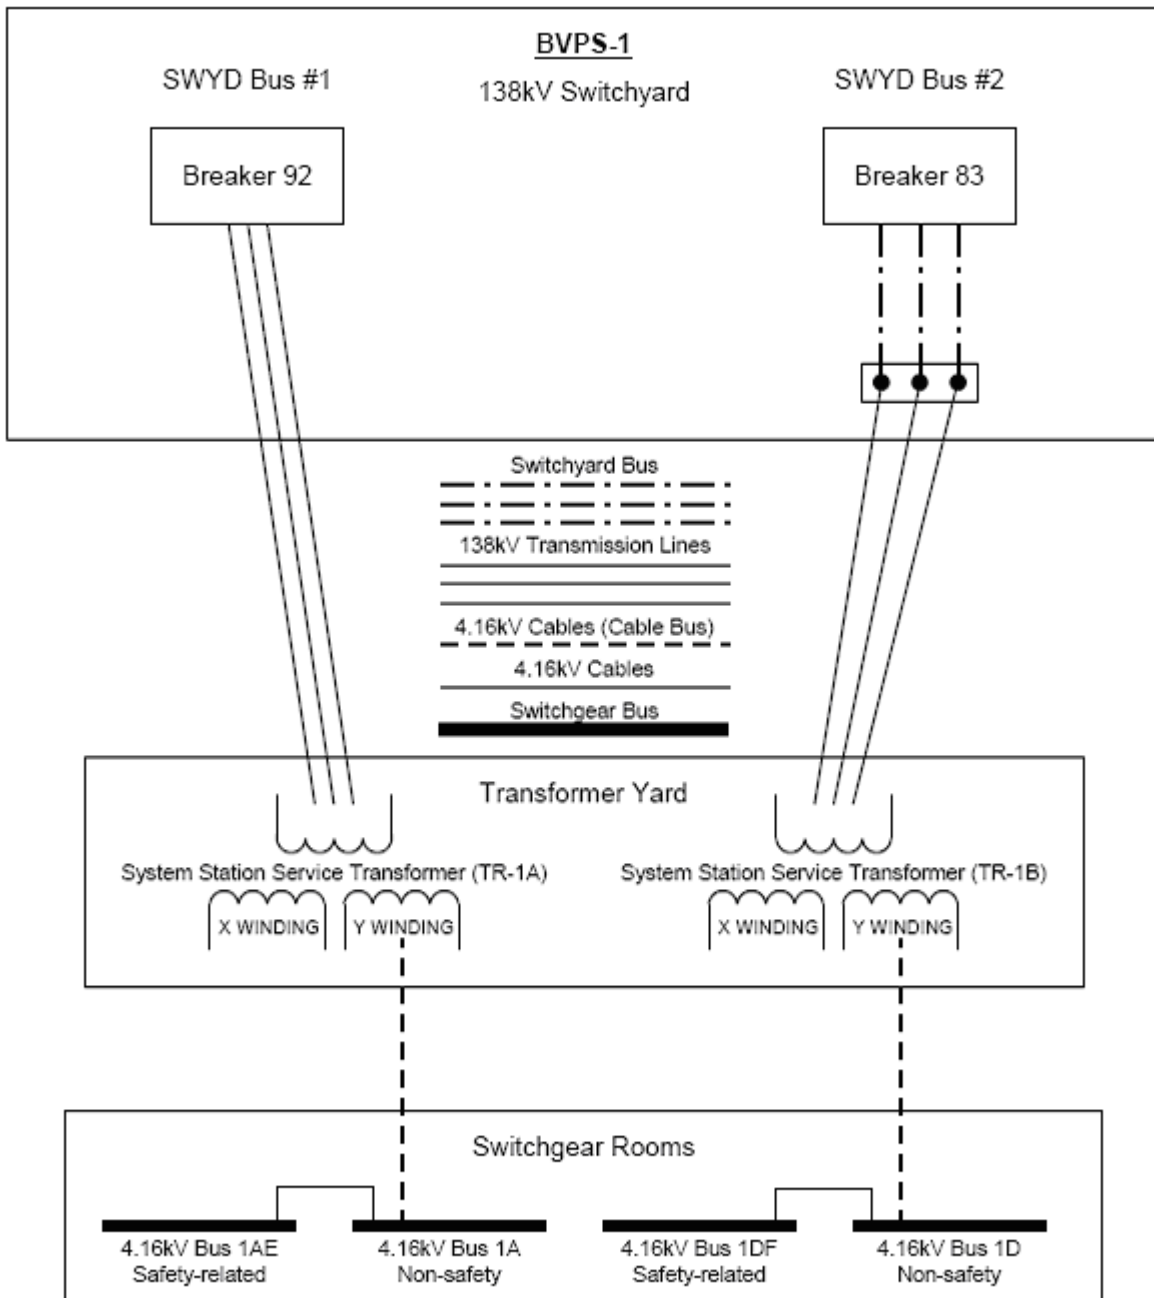 BVPS-1
138kV Switchyard
SWYD Bus #1
SWYD Bus #2
Breaker 92
Breaker 83
Switchyard Bus
138kV Transmission Lines
4.16kV Cables (Cable Bus)
4.16kV Cables
Switchgear Bus
Transformer Yard
System Station Service Transformer (TR-1A)
X WINDING
Y WINDING
System Station Service Transformer (TR-1B)
X WINDING
Y WINDING
Switchgear Rooms
4.16kV Bus 1AE
Safety-related
4.16kV Bus 1A
Non-safety
4.16kV Bus 1DF
Safety-related
4.16kV Bus 1D
Non-safety